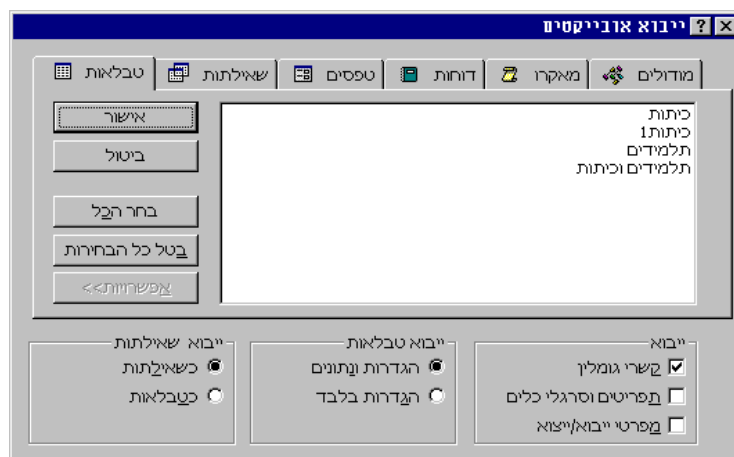 ייבוא אובייקטים
טבלאות
שאילתות
טפסים
דוחות
מאקרו
מודולים
כיתות
כיתות1
תלמידים
תלמידים וכיתות
אישור
ביטול
בחר הכל
בטל כל הבחירות
אפשרויות>>
ייבוא
קשרי גומלין
תפריטים וסרגלי כלים
מפרטי ייבוא/ייצוא
ייבוא טבלאות
הגדרות ונתונים
הגדרות בלבד
ייבוא שאילתות
כשאילתות
כטבלאות